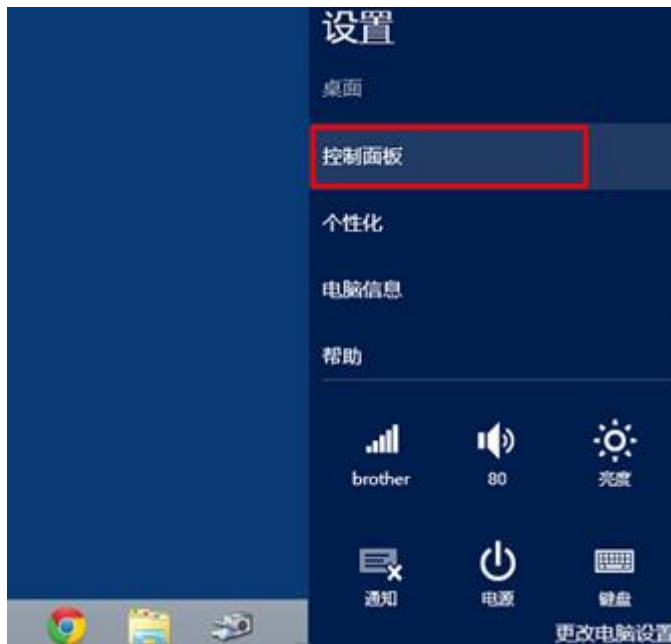 设置
桌面
控制面板
个性化
电脑信息
帮助
brother
80
亮度
通知
电源
键盘
更改电脑设置